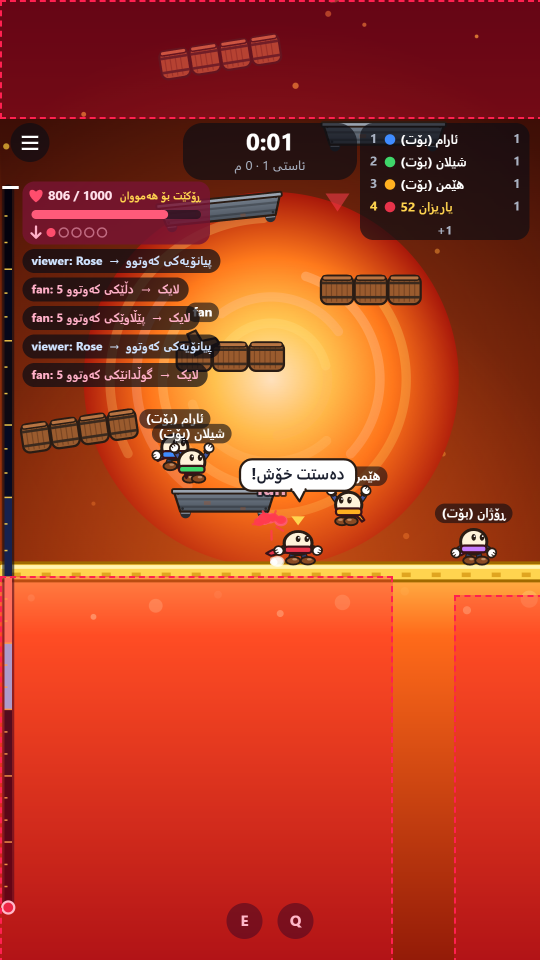 0:01
ئاستی 1 · 0 م
1 ئارام (بۆت) 1
2 شیلان (بۆت) 1
3 هێمن (بۆت) 1
4 یاریزان 52 1
+1
806 / 1000 ڕۆکێت بۆ هەمووان
viewer: Rose → پیانۆیەکی کەوتوو
fan: 5 لایک → دڵێکی کەوتوو
fan: 5 لایک → پێڵاوێکی کەوتوو
fan
viewer: Rose → پیانۆیەکی کەوتوو
fan: 5 لایک → گوڵدانێکی کەوتوو
ئارام (بۆت)
شیلان (بۆت)
دەستت خۆش!
هێمن
ڕۆژان (بۆت)
E
Q